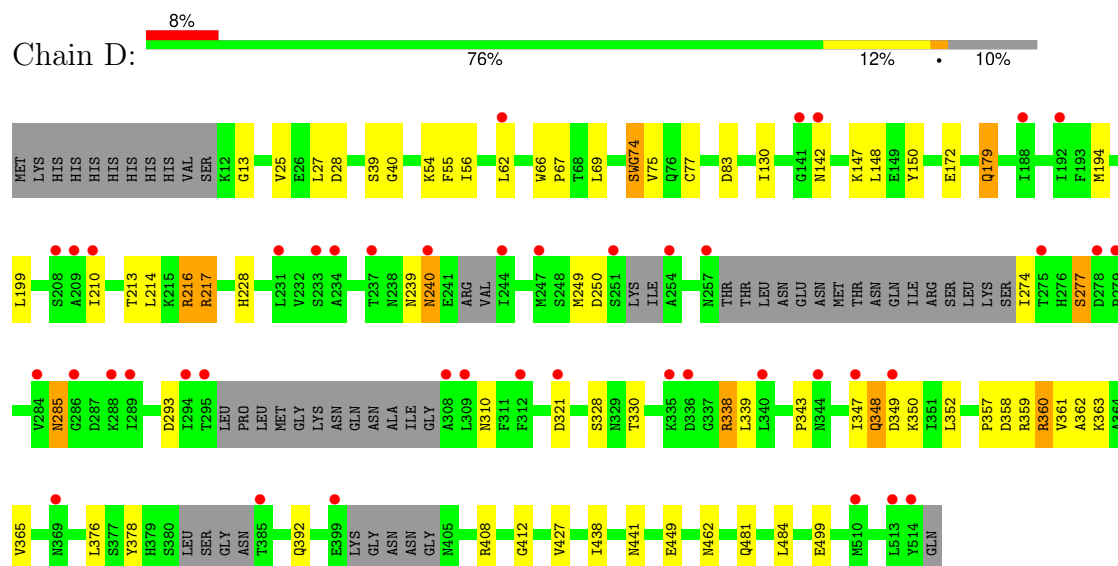 8%
Chain D:
76% 12% • 10%
MET LYS HIS HIS HIS HIS HIS HIS HIS HIS VAL SER K12 G13 V25 E26 L27 D28 S39 G40 K54 F55 I56 L62 W66 P67 T68 L69 SWG74 V75 Q76 C77 D83 I130 G141 N142 K147 L148 E149 Y150 E172 Q179 I188 I192 F193 M194
L199 S208 A209 I210 T213 L214 K215 R216 R217 H228 L231 V232 S233 A234 T237 N238 N239 N240 E241 ARG VAL I244 M247 S248 M249 D250 S251 LYS ILE A254 N257 THR THR LEU ASN GLU ASN MET THR ASN GLN ILE ARG SER LEU LYS SER I274 T275 H276 S277 D278
V284 N285 G286 D287 K288 I289 D293 I294 T295 LEU PRO LEU MET GLY LYS ASN GLN ASN ALA ILE GLY A308 L309 N310 F311 F312 D321 S328 N329 T330 K335 D336 G337 R338 L339 L340 P343 N344 I347 Q348 D349 K350 I351 L352 P357 D358 R359 R360 V361 A362 K363 A364
V365 N369 L376 S377 Y378 H379 S380 LEU SER GLY ASN T385 Q392 E399 LYS GLY ASN ASN GLY N405 R408 G412 V427 I438 N441 E449 N462 Q481 L484 E499 M510 L513 Y514 GLN